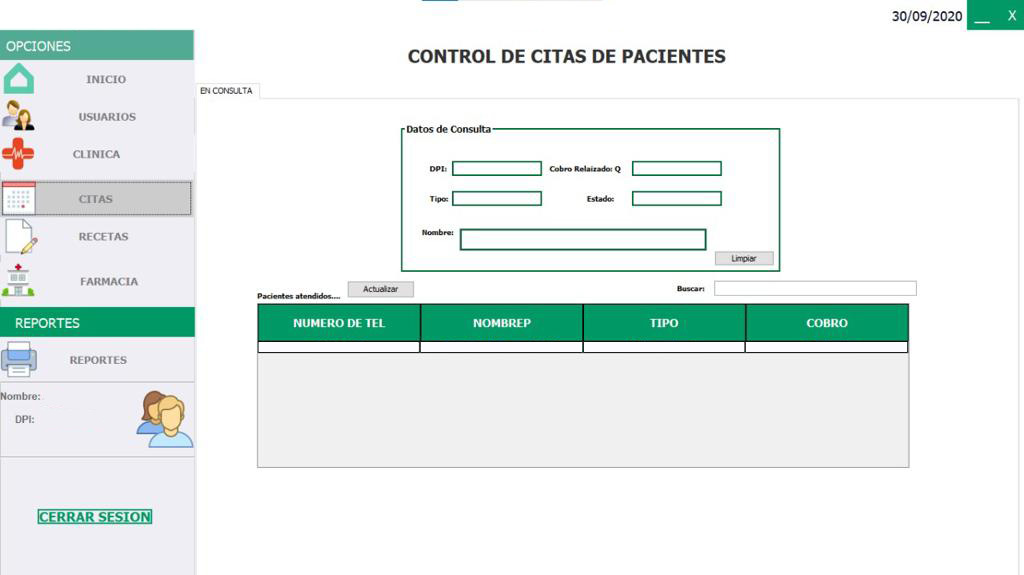 30/09/2020 __ X
OPCIONES
INICIO
USUARIOS
CLINICA
CITAS
RECETAS
FARMACIA
REPORTES
REPORTES
Nombre:
DPI:
CERRAR SESION
CONTROL DE CITAS DE PACIENTES
EN CONSULTA
Datos de Consulta
DPI: Cobro Relaizado: Q
Tipo: Estado:
Nombre:
Limpiar
Pacientes atendidos.... Actualizar Buscar:
NUMERO DE TEL NOMBREP TIPO COBRO